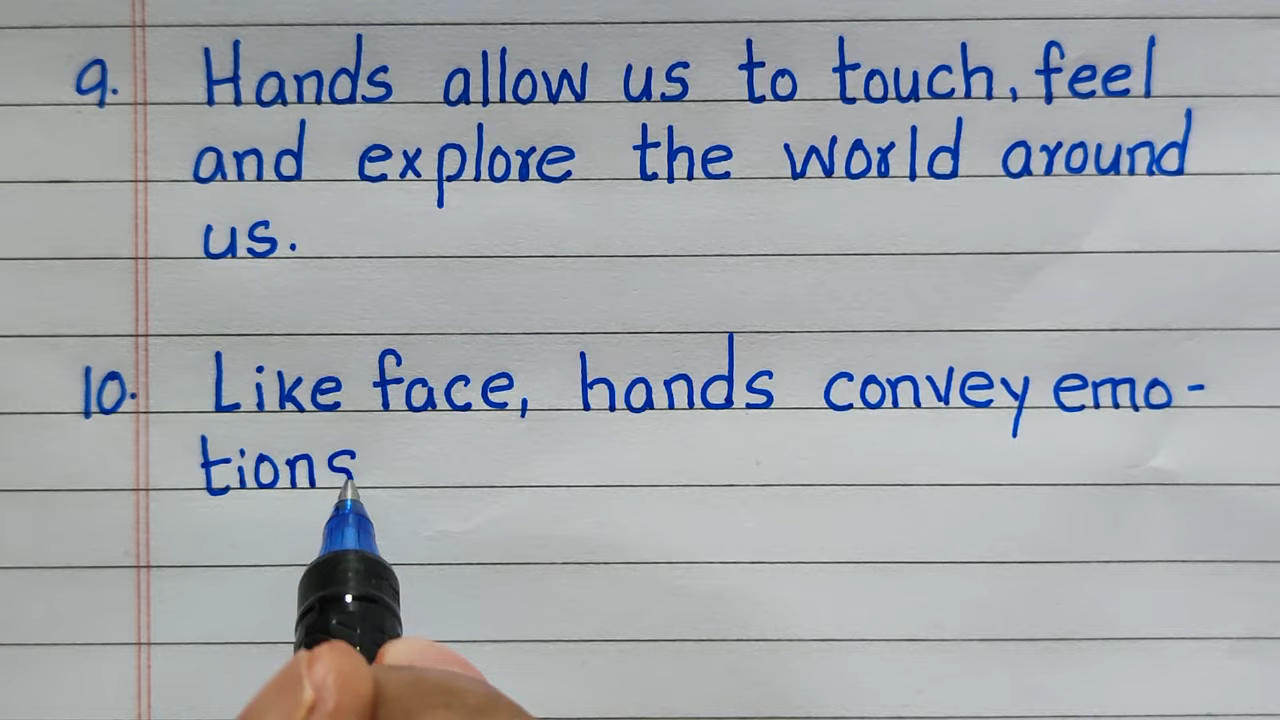 9. Hands allow us to touch, feel
and explore the world around
us.
10. Like face, hands convey emo-
tions